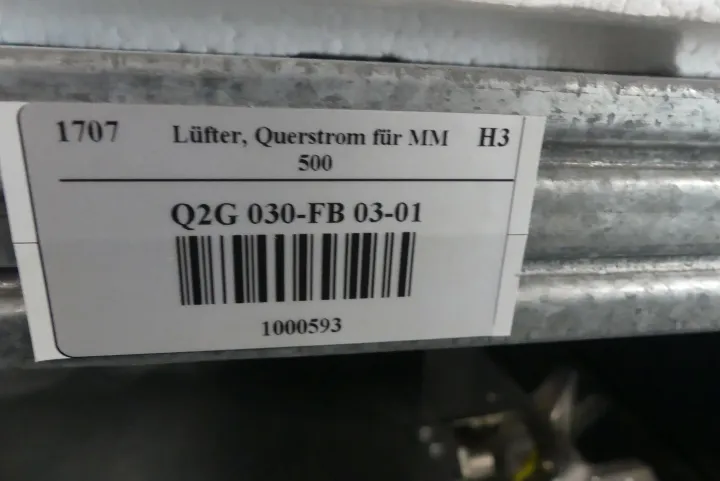 1707 Lüfter, Querstrom für MM H3
500
Q2G 030-FB 03-01
1000593